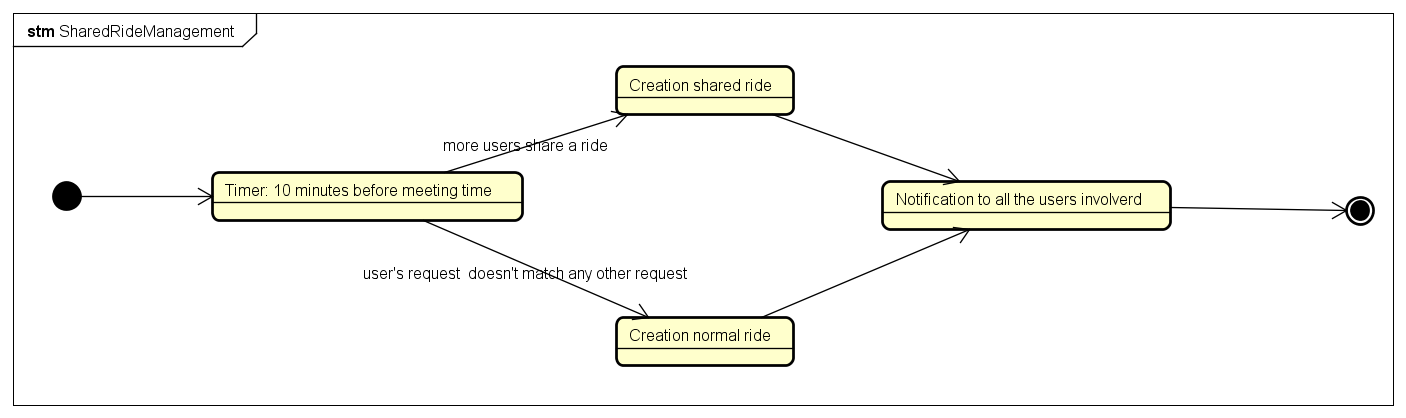 stm SharedRideManagement
Creation shared ride
more users share a ride
Timer: 10 minutes before meeting time
Notification to all the users involverd
user's request  doesn't match any other request
Creation normal ride